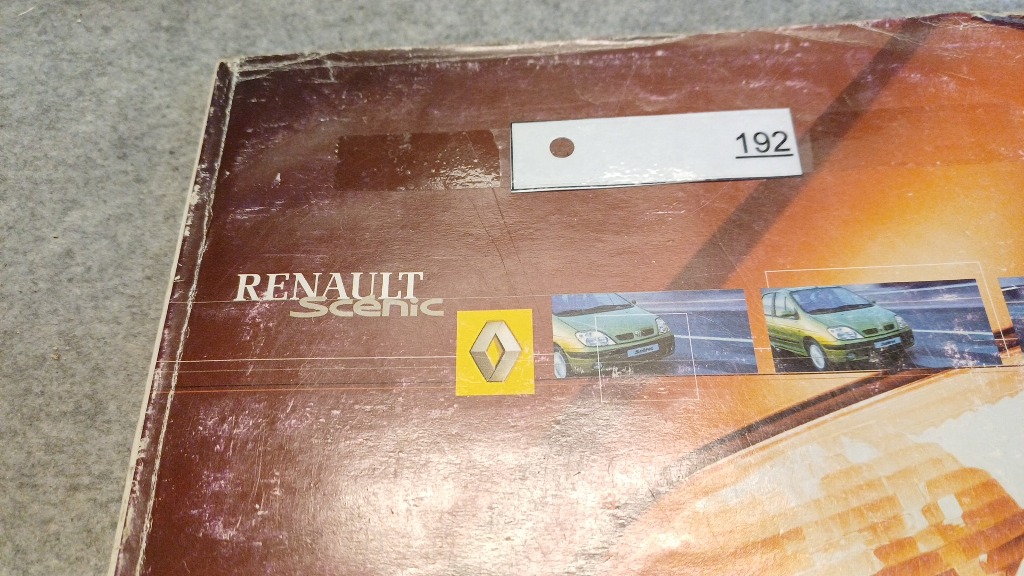 192
RENAULT
Scenic